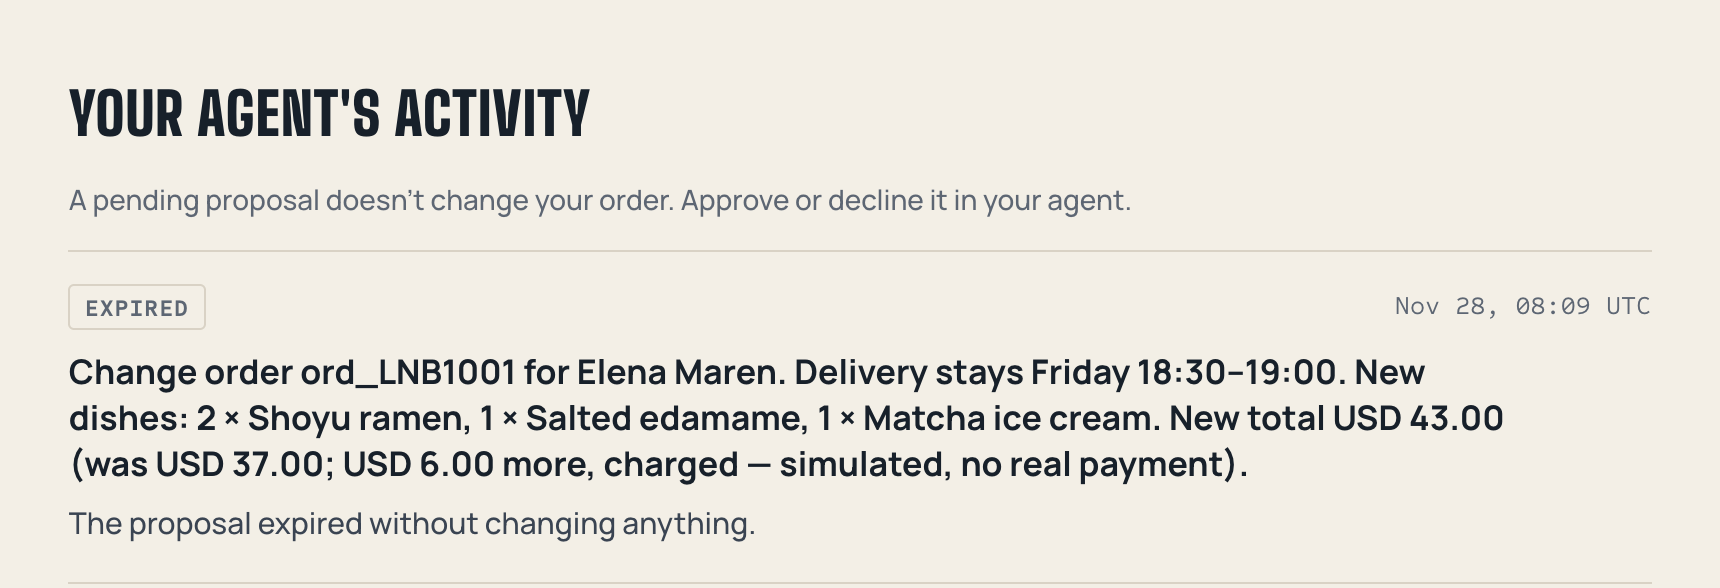 YOUR AGENT'S ACTIVITY
A pending proposal doesn't change your order. Approve or decline it in your agent.
EXPIRED
Nov 28, 08:09 UTC
Change order ord_LNB1001 for Elena Maren. Delivery stays Friday 18:30–19:00. New
dishes: 2 × Shoyu ramen, 1 × Salted edamame, 1 × Matcha ice cream. New total USD 43.00
(was USD 37.00; USD 6.00 more, charged — simulated, no real payment).
The proposal expired without changing anything.